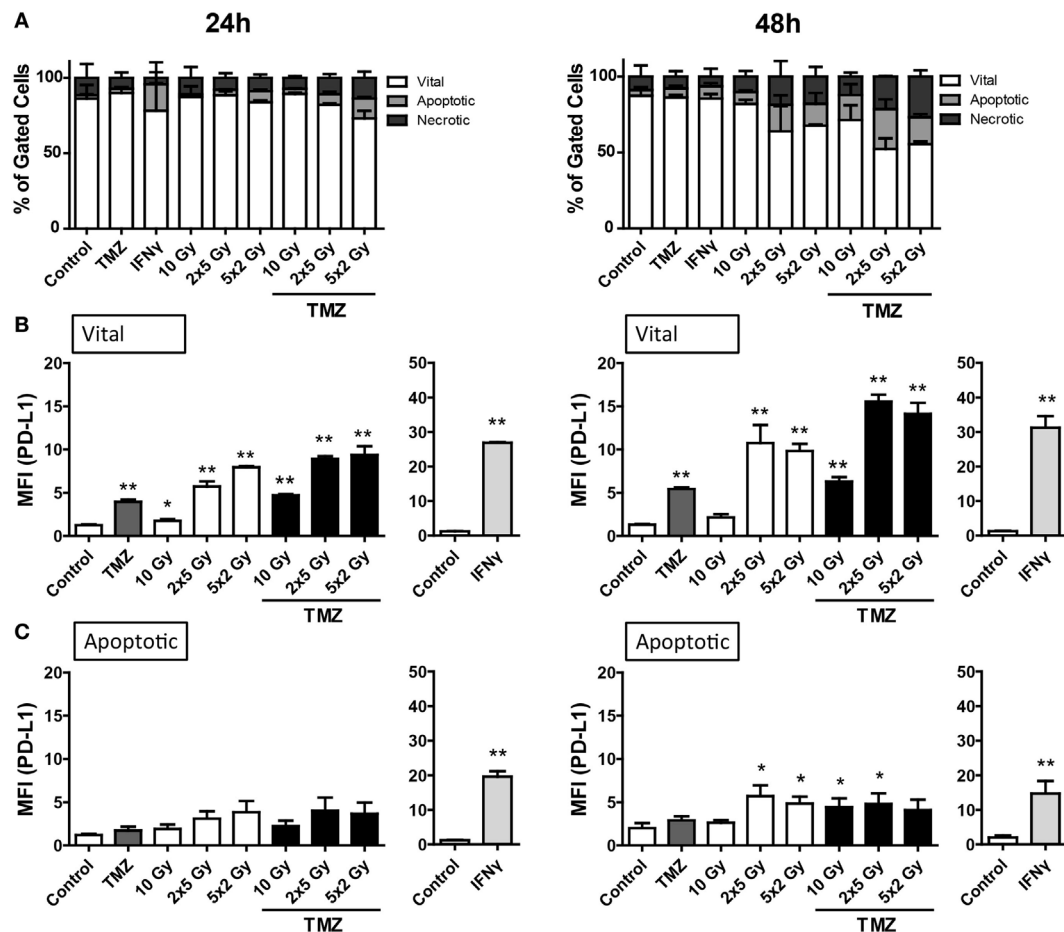 A
24h
48h
% of Gated Cells
100
50
0
Vital
Apoptotic
Necrotic
Control
TMZ
IFNγ
10 Gy
2x5 Gy
5x2 Gy
10 Gy
2x5 Gy
5x2 Gy
TMZ
% of Gated Cells
100
50
0
Vital
Apoptotic
Necrotic
Control
TMZ
IFNγ
10 Gy
2x5 Gy
5x2 Gy
10 Gy
2x5 Gy
5x2 Gy
TMZ
B
Vital
MFI (PD-L1)
20
15
10
5
0
**
*
**
**
**
**
**
Control
TMZ
10 Gy
2x5 Gy
5x2 Gy
10 Gy
2x5 Gy
5x2 Gy
TMZ
50
40
30
20
10
0
**
Control
IFNγ
Vital
MFI (PD-L1)
20
15
10
5
0
**
**
**
**
**
**
Control
TMZ
10 Gy
2x5 Gy
5x2 Gy
10 Gy
2x5 Gy
5x2 Gy
TMZ
50
40
30
20
10
0
**
Control
IFNγ
C
Apoptotic
MFI (PD-L1)
20
15
10
5
0
Control
TMZ
10 Gy
2x5 Gy
5x2 Gy
10 Gy
2x5 Gy
5x2 Gy
TMZ
50
40
30
20
10
0
**
Control
IFNγ
Apoptotic
MFI (PD-L1)
20
15
10
5
0
*
*
*
*
Control
TMZ
10 Gy
2x5 Gy
5x2 Gy
10 Gy
2x5 Gy
5x2 Gy
TMZ
50
40
30
20
10
0
**
Control
IFNγ